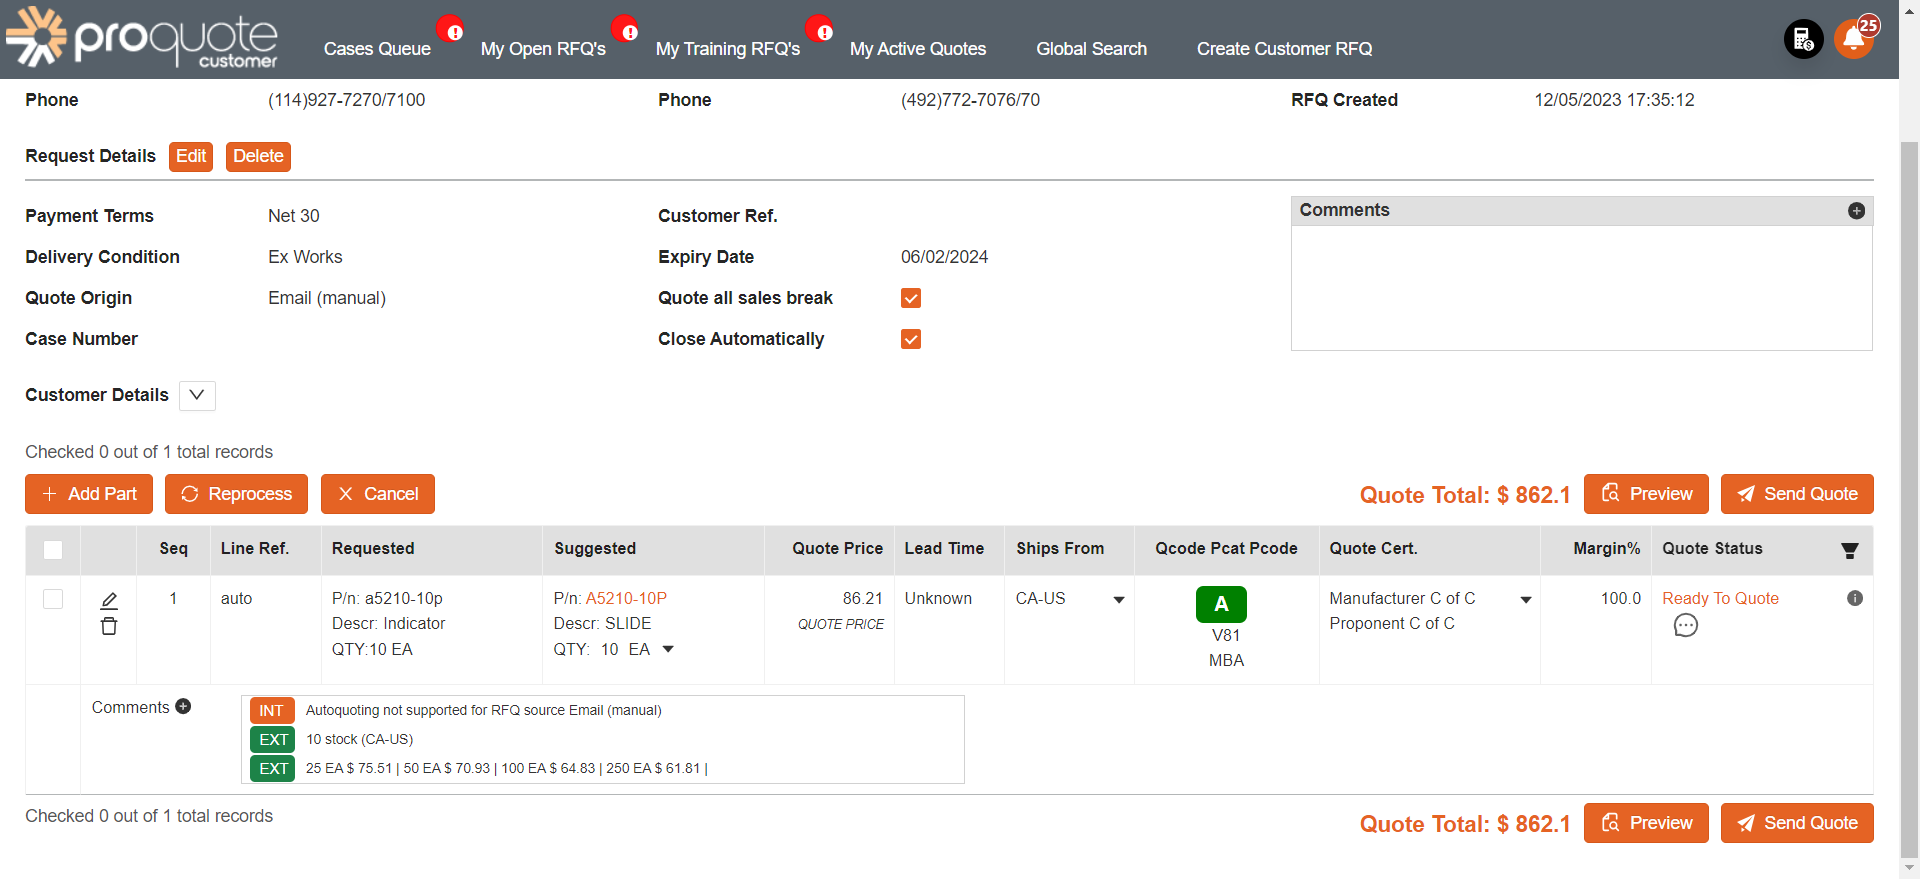 proquote
customer
Cases Queue
My Open RFQ's
My Training RFQ's
My Active Quotes
Global Search
Create Customer RFQ
25
Phone (114)927-7270/7100 Phone (492)772-7076/70 RFQ Created 12/05/2023 17:35:12
Request Details Edit Delete
Payment Terms Net 30 Customer Ref. Comments
Delivery Condition Ex Works Expiry Date 06/02/2024
Quote Origin Email (manual) Quote all sales break
Case Number Close Automatically
Customer Details
Checked 0 out of 1 total records
Add Part Reprocess Cancel Quote Total: $ 862.1 Preview Send Quote
Seq Line Ref. Requested Suggested Quote Price Lead Time Ships From Qcode Pcat Pcode Quote Cert. Margin% Quote Status
1 auto P/n: a5210-10p P/n: A5210-10P 86.21 Unknown CA-US A Manufacturer C of C 100.0 Ready To Quote
Descr: Indicator Descr: SLIDE QUOTE PRICE V81 Proponent C of C
QTY:10 EA QTY: 10 EA MBA
Comments
INT Autoquoting not supported for RFQ source Email (manual)
EXT 10 stock (CA-US)
EXT 25 EA $ 75.51 | 50 EA $ 70.93 | 100 EA $ 64.83 | 250 EA $ 61.81 |
Checked 0 out of 1 total records
Quote Total: $ 862.1 Preview Send Quote